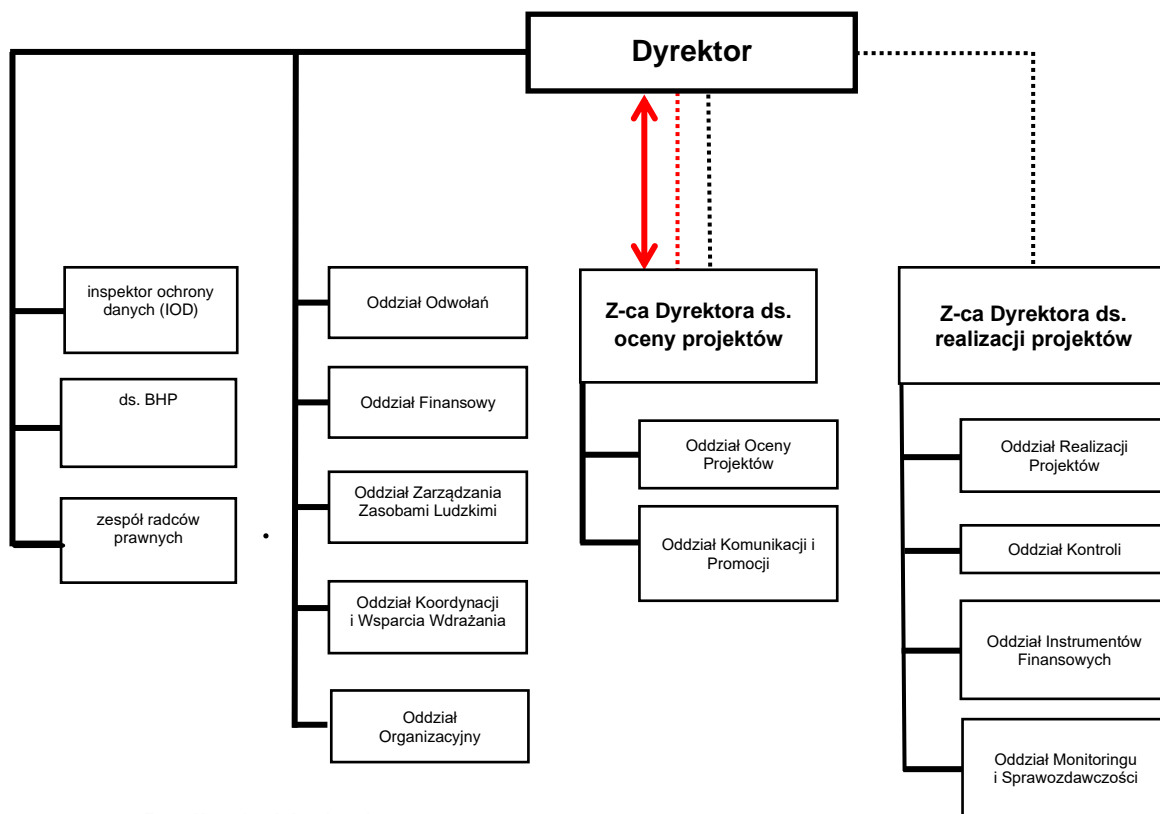 Dyrektor
inspektor ochrony
danych (IOD)
ds. BHP
zespół radców
prawnych
Oddział Odwołań
Oddział Finansowy
Oddział Zarządzania
Zasobami Ludzkimi
Oddział Koordynacji
i Wsparcia Wdrażania
Oddział
Organizacyjny
Z-ca Dyrektora ds.
oceny projektów
Oddział Oceny
Projektów
Oddział Komunikacji i
Promocji
Z-ca Dyrektora ds.
realizacji projektów
Oddział Realizacji
Projektów
Oddział Kontroli
Oddział Instrumentów
Finansowych
Oddział Monitoringu
i Sprawozdawczości